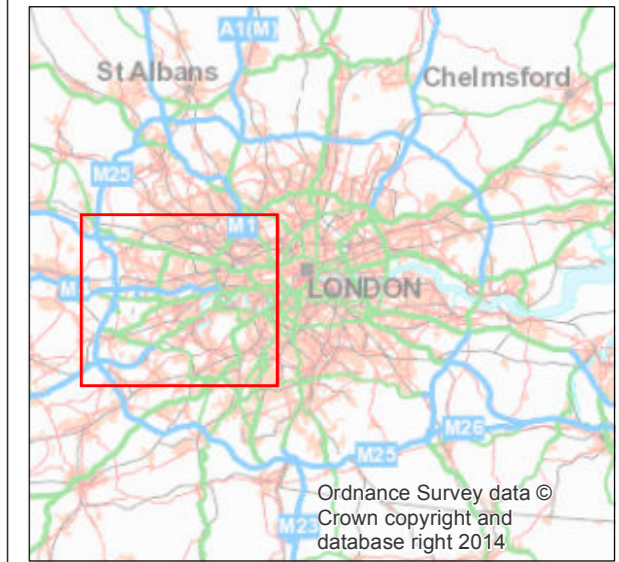 A1(M)
St Albans
Chelmsford
M25
M1
LONDON
M26
M25
Ordnance Survey data ©
Crown copyright and
database right 2014
M23